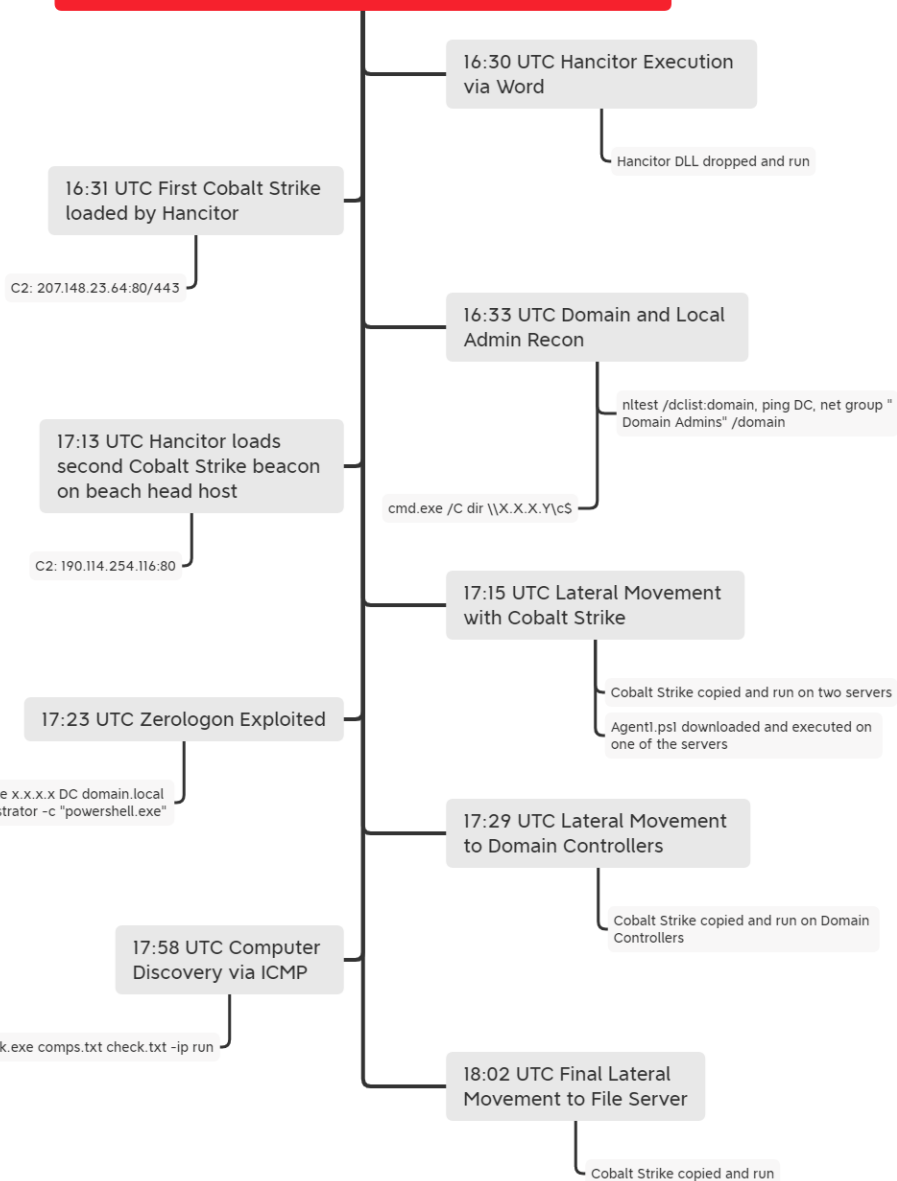 16:30 UTC Hancitor Execution
via Word
Hancitor DLL dropped and run
16:31 UTC First Cobalt Strike
loaded by Hancitor
C2: 207.148.23.64:80/443
16:33 UTC Domain and Local
Admin Recon
nltest /dclist:domain, ping DC, net group "
Domain Admins" /domain
cmd.exe /C dir \\X.X.X.Y\c$
17:13 UTC Hancitor loads
second Cobalt Strike beacon
on beach head host
C2: 190.114.254.116:80
17:15 UTC Lateral Movement
with Cobalt Strike
Cobalt Strike copied and run on two servers
Agent1.ps1 downloaded and executed on
one of the servers
17:23 UTC Zerologon Exploited
e x.x.x.x DC domain.local
strator -c "powershell.exe"
17:29 UTC Lateral Movement
to Domain Controllers
Cobalt Strike copied and run on Domain
Controllers
17:58 UTC Computer
Discovery via ICMP
k.exe comps.txt check.txt -ip run
18:02 UTC Final Lateral
Movement to File Server
Cobalt Strike copied and run